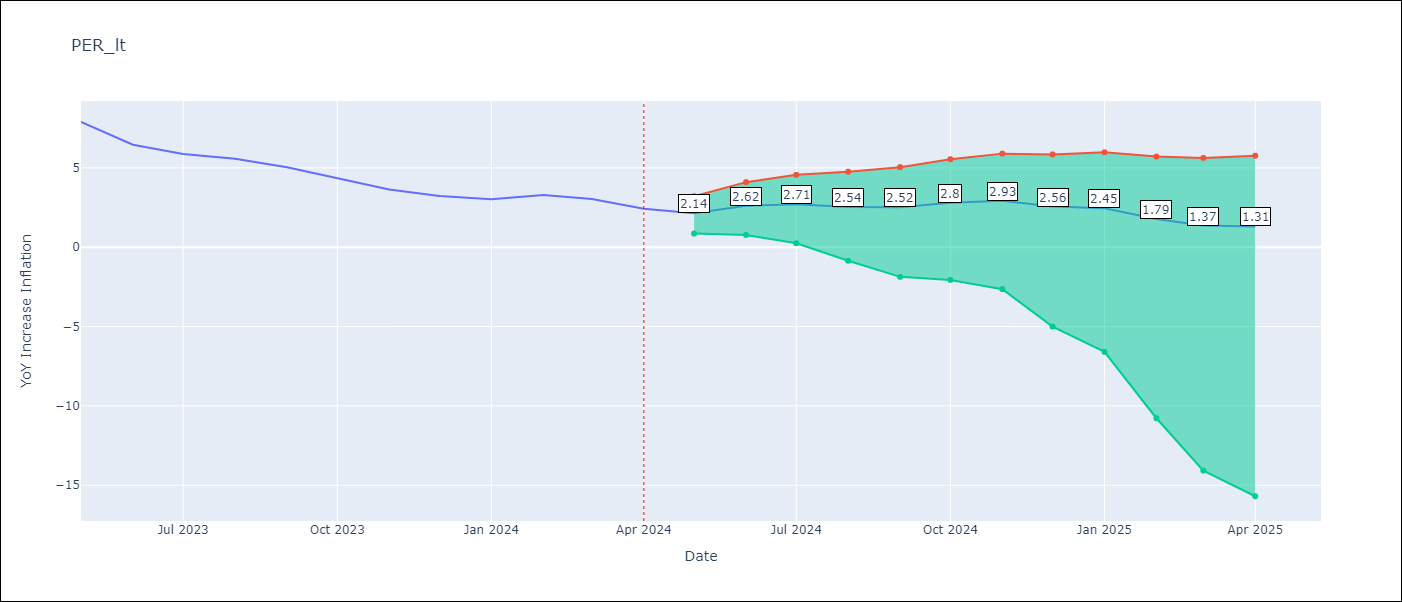 PER_lt
YoY Increase Inflation
5
0
−5
−10
−15
2.14
2.62
2.71
2.54
2.52
2.8
2.93
2.56
2.45
1.79
1.37
1.31
Jul 2023
Oct 2023
Jan 2024
Apr 2024
Jul 2024
Oct 2024
Jan 2025
Apr 2025
Date